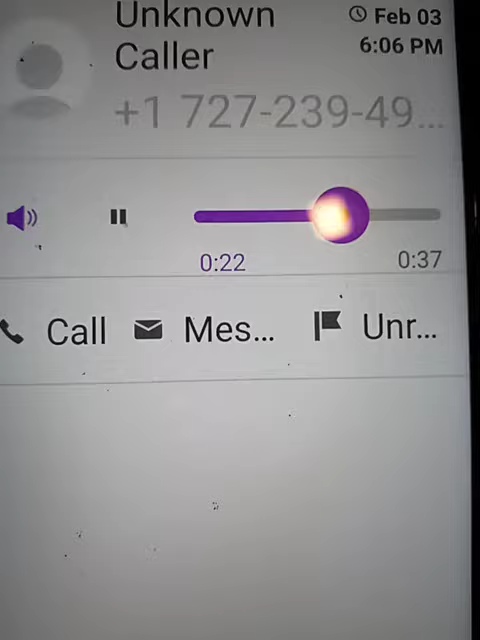 Unknown
Caller
Feb 03
6:06 PM
+1 727-239-49...
0:22
0:37
Call
Mes...
Unr...